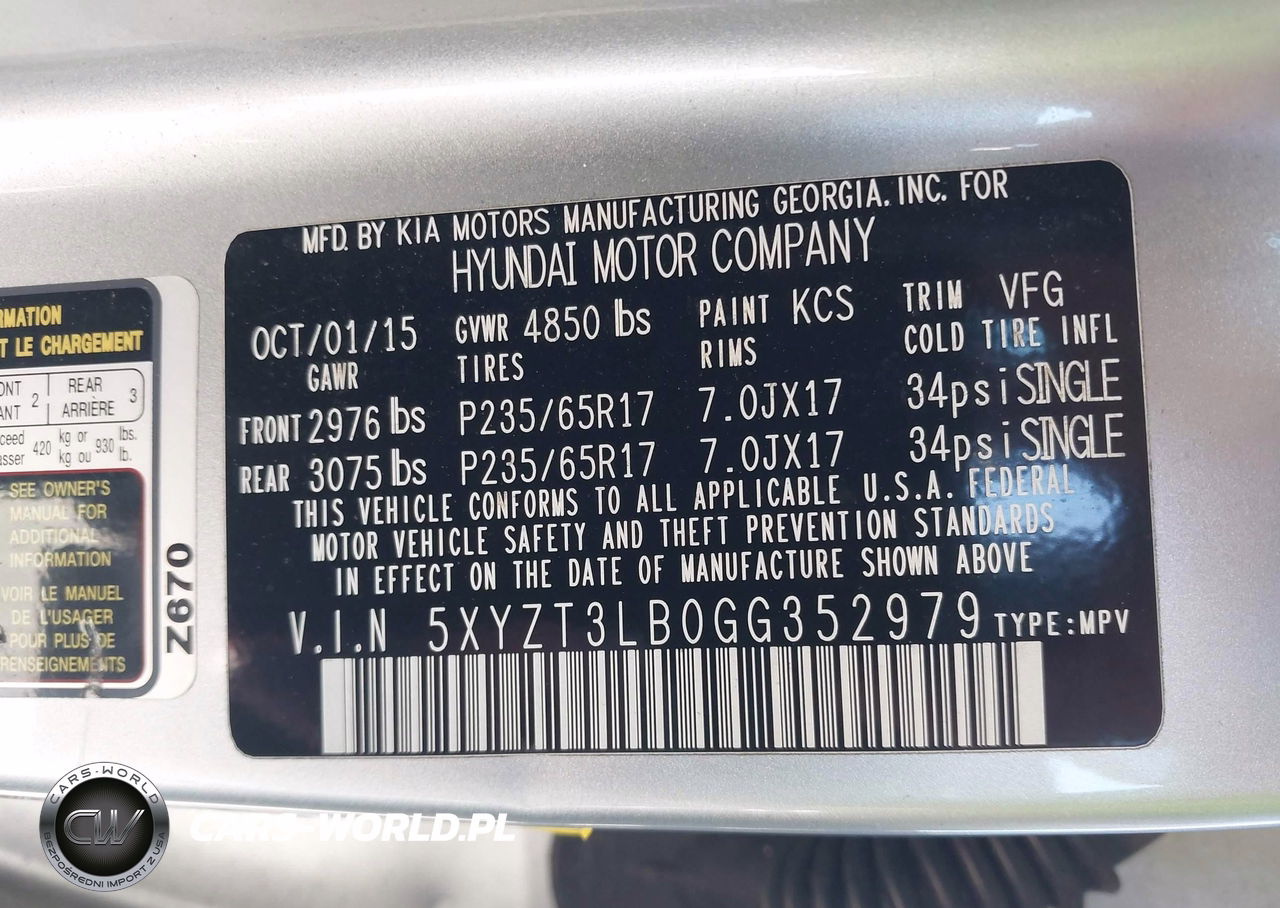 MFD. BY KIA MOTORS MANUFACTURING GEORGIA, INC. FOR
HYUNDAI MOTOR COMPANY
OCT/01/15 GVWR 4850 lbs PAINT KCS TRIM VFG
GAWR TIRES RIMS COLD TIRE INFL
FRONT 2976 lbs P235/65R17 7.0JX17 34psi SINGLE
REAR 3075 lbs P235/65R17 7.0JX17 34psi SINGLE
THIS VEHICLE CONFORMS TO ALL APPLICABLE U.S.A. FEDERAL
MOTOR VEHICLE SAFETY AND THEFT PREVENTION STANDARDS
IN EFFECT ON THE DATE OF MANUFACTURE SHOWN ABOVE
V.I.N 5XYZT3LB0GG352979 TYPE:MPV
LE CHARGEMENT
2 REAR 3
ARRIÈRE
420 kg or 930 lbs.
kg ou lb.
SEE OWNER'S
MANUAL FOR
ADDITIONAL
INFORMATION
VOIR LE MANUEL
DE L'USAGER
POUR PLUS DE
RENSEIGNEMENTS
Z670
CARS-WORLD
CW
BEZPOŚREDNI IMPORT Z USA
CARS-WORLD.PL